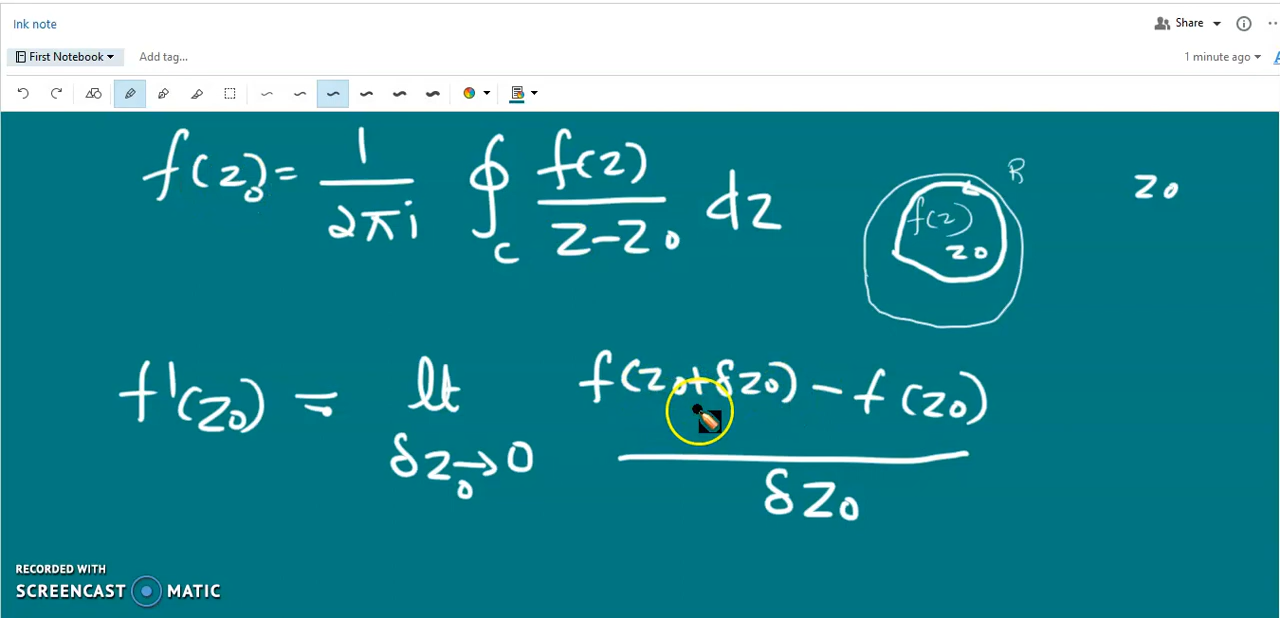 Ink note
Share
First Notebook
Add tag...
1 minute ago
f(z₀) = 1/(2πi) ∮_C f(z)/(z-z₀) dz
R
f(z)
z₀
z₀
f'(z₀) = lt δz₀→0 (f(z₀+δz₀) - f(z₀))/δz₀
RECORDED WITH
SCREENCAST MATIC